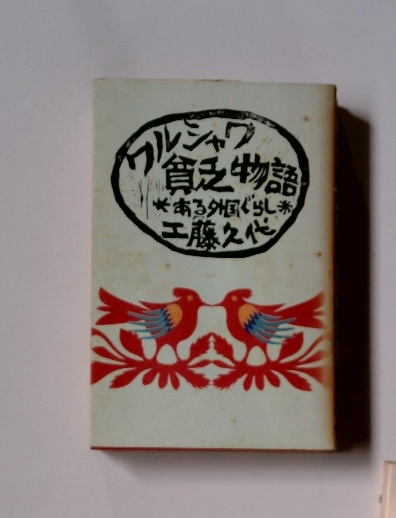 ワルシャワ
貧乏物語
*ある外国ぐらし*
工藤久代